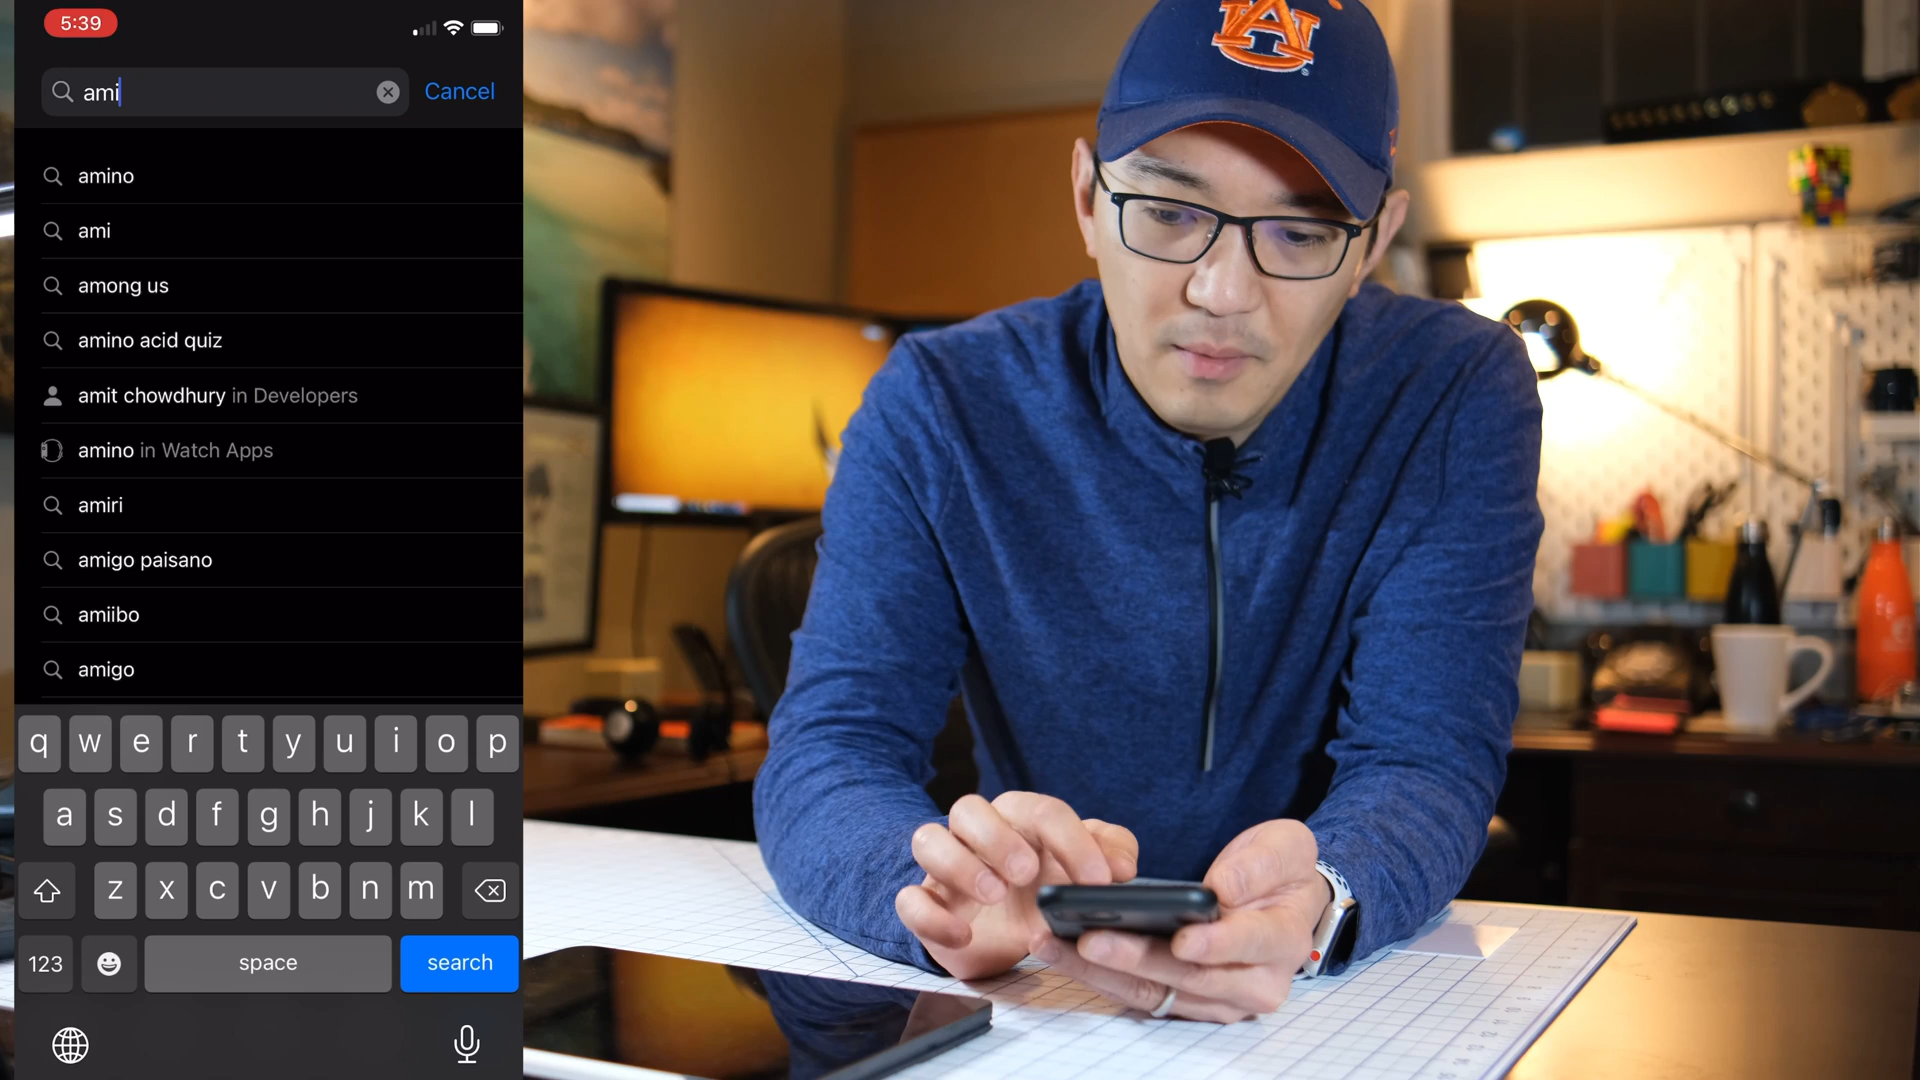 5:39
ami
Cancel
amino
ami
among us
amino acid quiz
amit chowdhury in Developers
amino in Watch Apps
amiri
amigo paisano
amiibo
amigo
q w e r t y u i o p
a s d f g h j k l
z x c v b n m
123 space search
AU